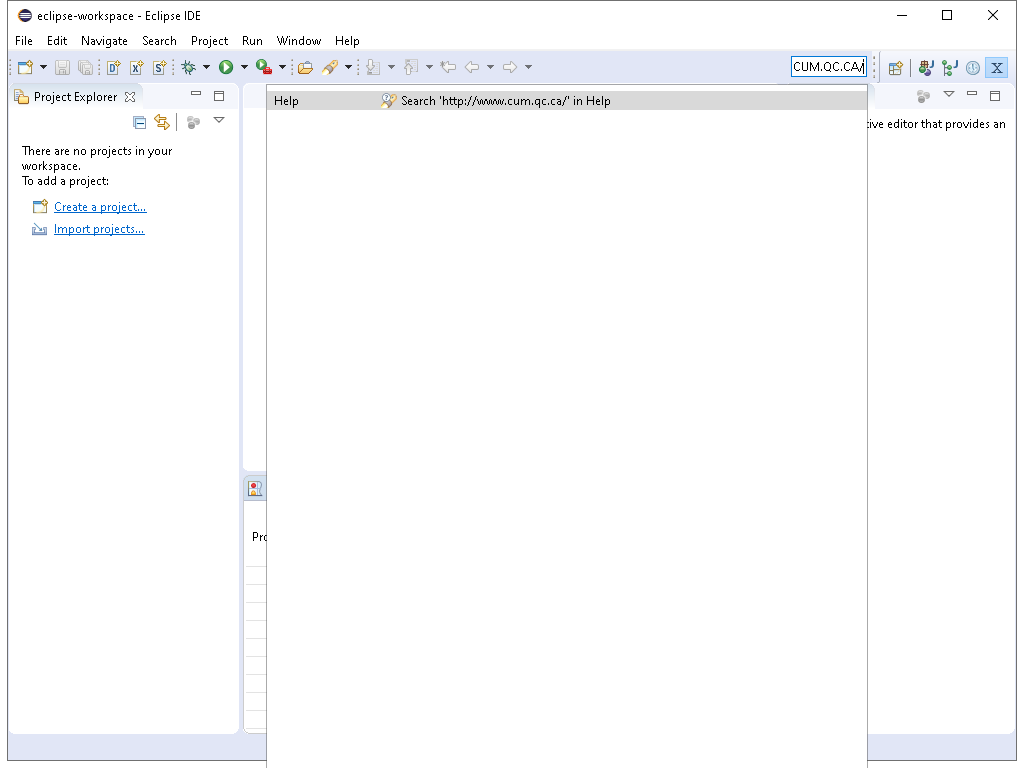 eclipse-workspace - Eclipse IDE
File Edit Navigate Search Project Run Window Help
CUM.QC.CA/
Project Explorer
Help Search 'http://www.cum.qc.ca/' in Help
tive editor that provides an
There are no projects in your
workspace.
To add a project:
Create a project...
Import projects...
Pro